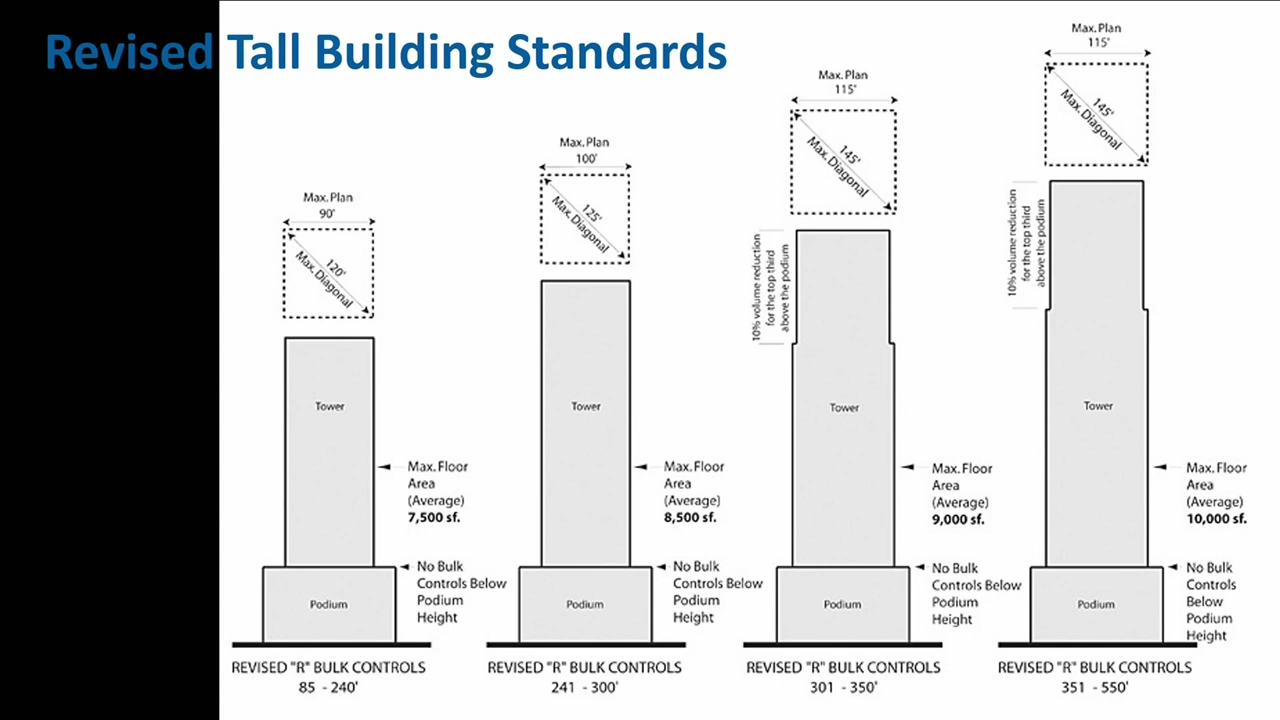 Revised Tall Building Standards
Max. Plan
90'
120'
Max. Diagonal
Tower
Max. Floor
Area
(Average)
7,500 sf.
No Bulk
Controls Below
Podium
Height
Podium
REVISED "R" BULK CONTROLS
85 - 240'
Max. Plan
100'
125'
Max. Diagonal
Tower
Max. Floor
Area
(Average)
8,500 sf.
No Bulk
Controls Below
Podium
Height
Podium
REVISED "R" BULK CONTROLS
241 - 300'
Max. Plan
115'
145'
Max. Diagonal
10% volume reduction
for the top third
above the podium
Tower
Max. Floor
Area
(Average)
9,000 sf.
No Bulk
Controls Below
Podium
Height
Podium
REVISED "R" BULK CONTROLS
301 - 350'
Max. Plan
115'
145'
Max. Diagonal
10% volume reduction
for the top third
above the podium
Tower
Max. Floor
Area
(Average)
10,000 sf.
No Bulk
Controls
Below
Podium
Height
Podium
REVISED "R" BULK CONTROLS
351 - 550'